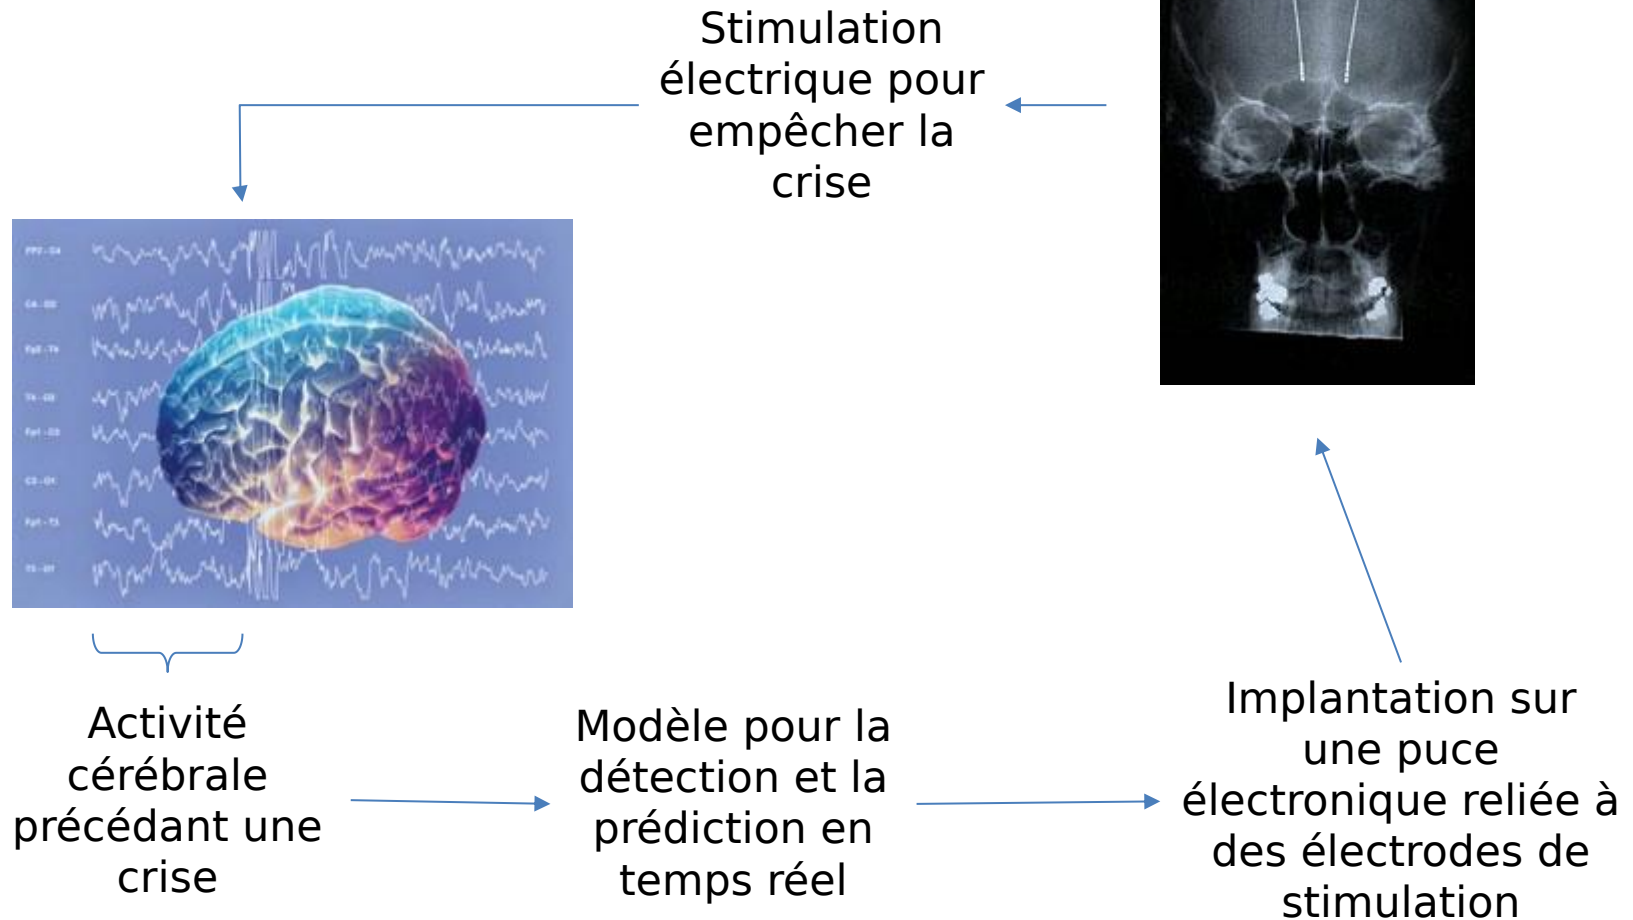 Stimulation
électrique pour
empêcher la
crise
Activité
cérébrale
précédant une
crise
Modèle pour la
détection et la
prédiction en
temps réel
Implantation sur
une puce
électronique reliée à
des électrodes de
stimulation